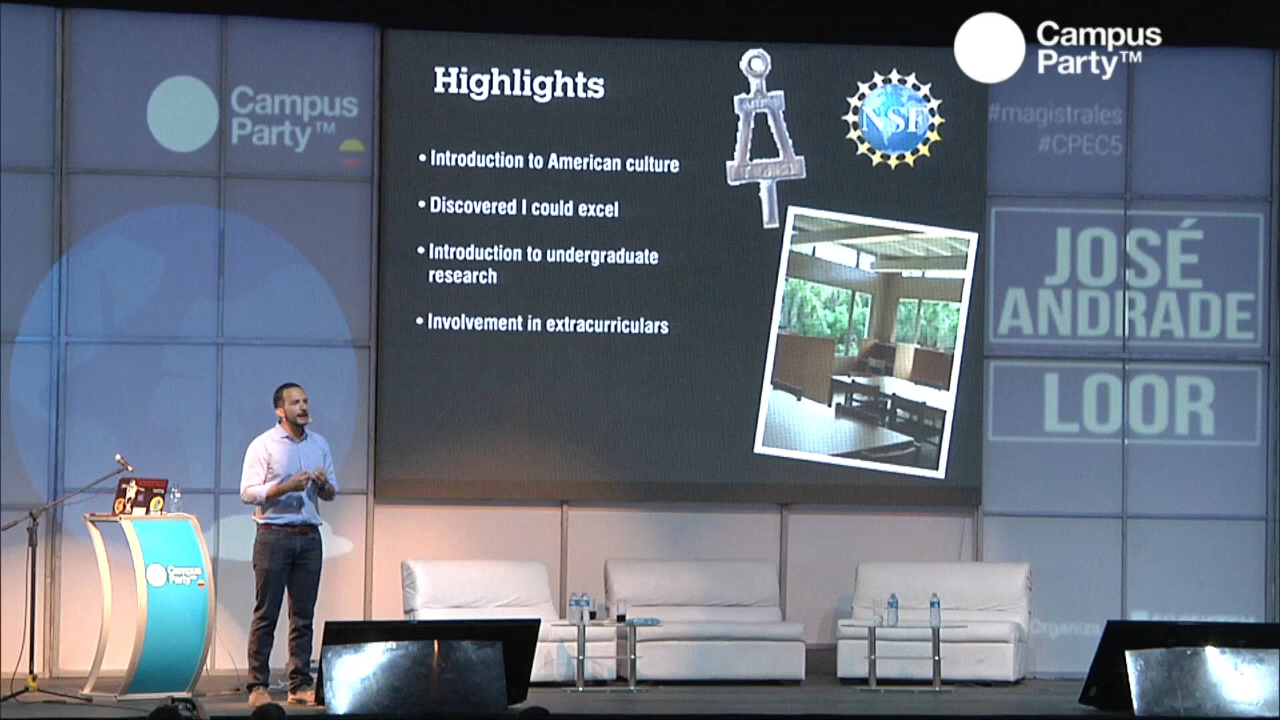 Campus
Party™
Campus
Party™
Highlights
• Introduction to American culture
• Discovered I could excel
• Introduction to undergraduate
research
• Involvement in extracurriculars
NSF
#magistrales
#CPEC5
JOSÉ
ANDRADE
LOOR
Campus
Party™